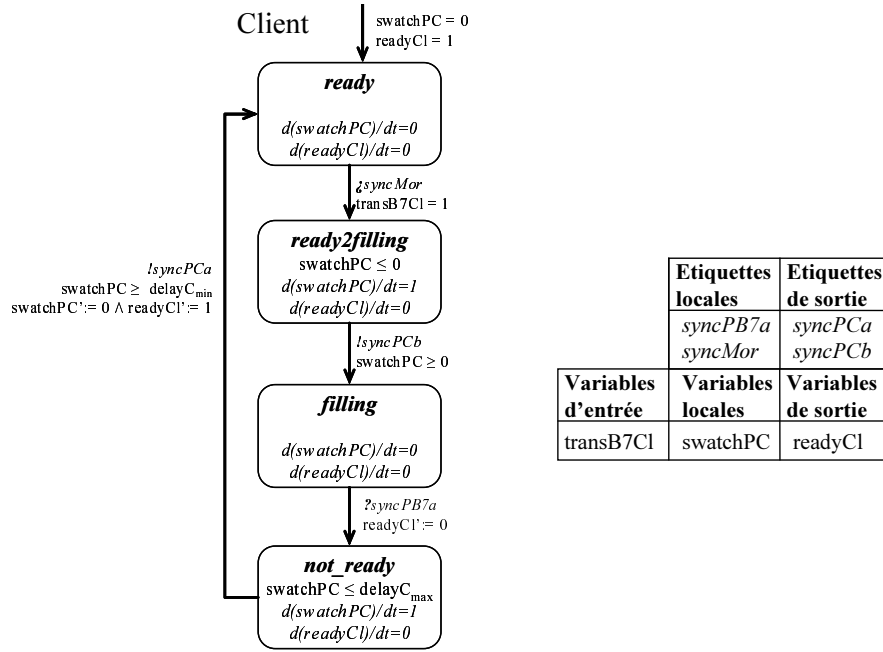 Client
swatchPC = 0
readyCl = 1
ready
d(swatchPC)/dt=0
d(readyCl)/dt=0
¿syncMor
transB7Cl = 1
ready2filling
swatchPC ≤ 0
d(swatchPC)/dt=1
d(readyCl)/dt=0
!syncPCa
swatchPC ≥ delayCmin
swatchPC':= 0 ∧ readyCl':= 1
!syncPCb
swatchPC ≥ 0
filling
d(swatchPC)/dt=0
d(readyCl)/dt=0
?syncPB7a
readyCl':= 0
not_ready
swatchPC ≤ delayCmax
d(swatchPC)/dt=1
d(readyCl)/dt=0
Etiquettes locales
Etiquettes de sortie
syncPB7a
syncMor
syncPCa
syncPCb
Variables d'entrée
Variables locales
Variables de sortie
transB7Cl
swatchPC
readyCl